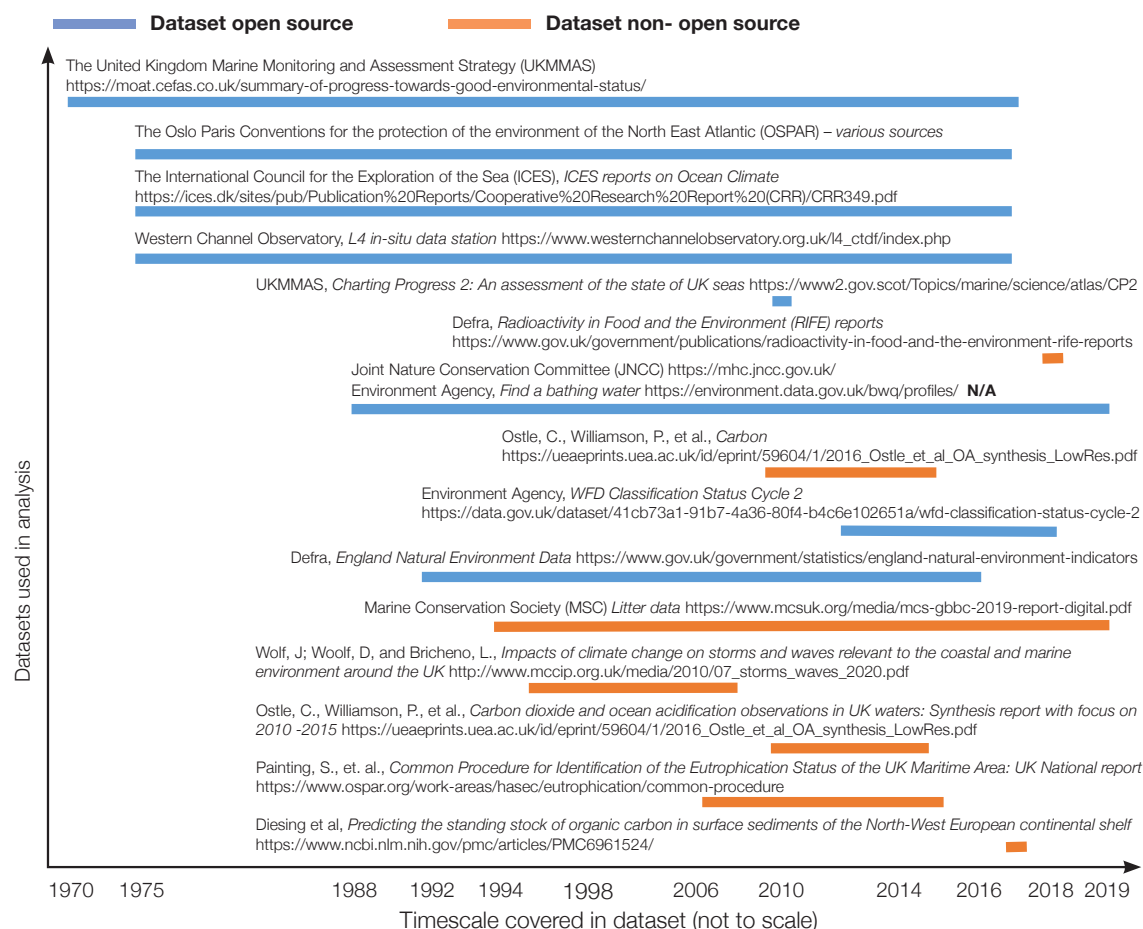 Dataset open source
Dataset non- open source
The United Kingdom Marine Monitoring and Assessment Strategy (UKMMAS)
https://moat.cefas.co.uk/summary-of-progress-towards-good-environmental-status/
The Oslo Paris Conventions for the protection of the environment of the North East Atlantic (OSPAR) – various sources
The International Council for the Exploration of the Sea (ICES), ICES reports on Ocean Climate
https://ices.dk/sites/pub/Publication%20Reports/Cooperative%20Research%20Report%20(CRR)/CRR349.pdf
Western Channel Observatory, L4 in-situ data station https://www.westernchannelobservatory.org.uk/l4_ctdf/index.php
UKMMAS, Charting Progress 2: An assessment of the state of UK seas https://www2.gov.scot/Topics/marine/science/atlas/CP2
Defra, Radioactivity in Food and the Environment (RIFE) reports
https://www.gov.uk/government/publications/radioactivity-in-food-and-the-environment-rife-reports
Joint Nature Conservation Committee (JNCC) https://mhc.jncc.gov.uk/
Environment Agency, Find a bathing water https://environment.data.gov.uk/bwq/profiles/ N/A
Ostle, C., Williamson, P., et al., Carbon
https://ueaeprints.uea.ac.uk/id/eprint/59604/1/2016_Ostle_et_al_OA_synthesis_LowRes.pdf
Environment Agency, WFD Classification Status Cycle 2
https://data.gov.uk/dataset/41cb73a1-91b7-4a36-80f4-b4c6e102651a/wfd-classification-status-cycle-2
Defra, England Natural Environment Data https://www.gov.uk/government/statistics/england-natural-environment-indicators
Marine Conservation Society (MSC) Litter data https://www.mcsuk.org/media/mcs-gbbc-2019-report-digital.pdf
Wolf, J; Woolf, D, and Bricheno, L., Impacts of climate change on storms and waves relevant to the coastal and marine
environment around the UK http://www.mccip.org.uk/media/2010/07_storms_waves_2020.pdf
Ostle, C., Williamson, P., et al., Carbon dioxide and ocean acidification observations in UK waters: Synthesis report with focus on
2010 -2015 https://ueaeprints.uea.ac.uk/id/eprint/59604/1/2016_Ostle_et_al_OA_synthesis_LowRes.pdf
Painting, S., et. al., Common Procedure for Identification of the Eutrophication Status of the UK Maritime Area: UK National report
https://www.ospar.org/work-areas/hasec/eutrophication/common-procedure
Diesing et al, Predicting the standing stock of organic carbon in surface sediments of the North-West European continental shelf
https://www.ncbi.nlm.nih.gov/pmc/articles/PMC6961524/
Datasets used in analysis
1970 1975 1988 1992 1994 1998 2006 2010 2014 2016 2018 2019
Timescale covered in dataset (not to scale)